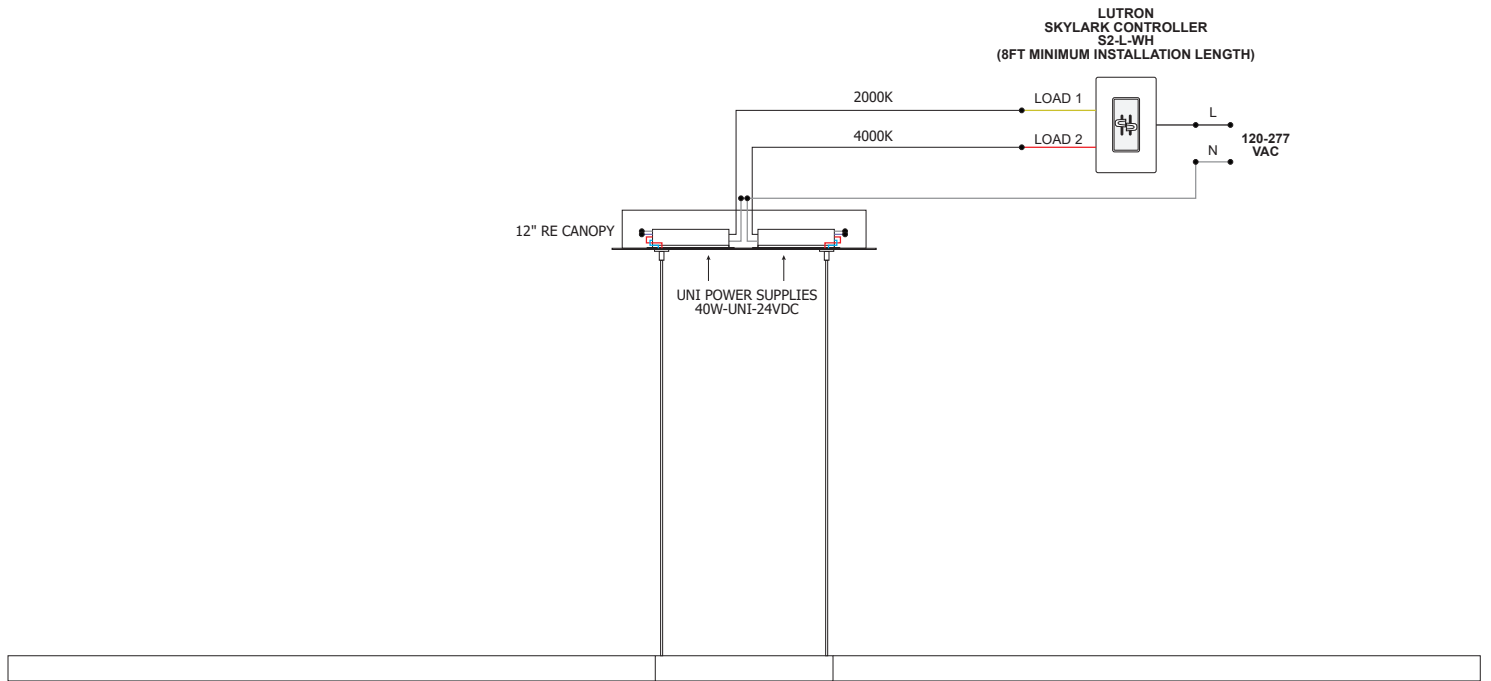 LUTRON
SKYLARK CONTROLLER
S2-L-WH
(8FT MINIMUM INSTALLATION LENGTH)
2000K
LOAD 1
4000K
LOAD 2
L
N
120-277
VAC
12" RE CANOPY
UNI POWER SUPPLIES
40W-UNI-24VDC